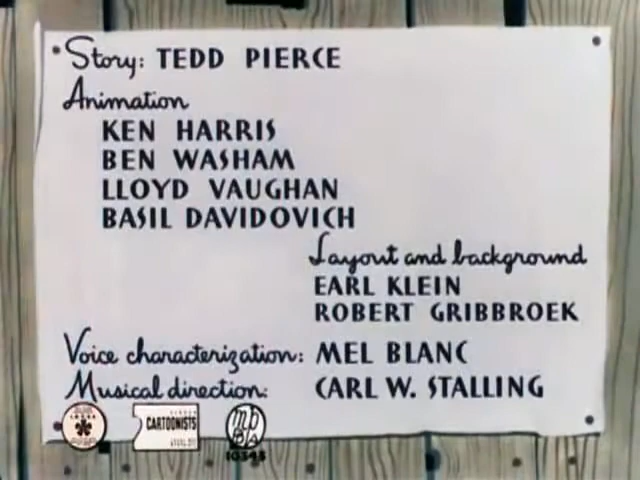 Story: TEDD PIERCE
Animation
KEN HARRIS
BEN WASHAM
LLOYD VAUGHAN
BASIL DAVIDOVICH
Layout and background
EARL KLEIN
ROBERT GRIBBROEK
Voice characterization: MEL BLANC
Musical direction: CARL W. STALLING
CARTOONISTS
10345